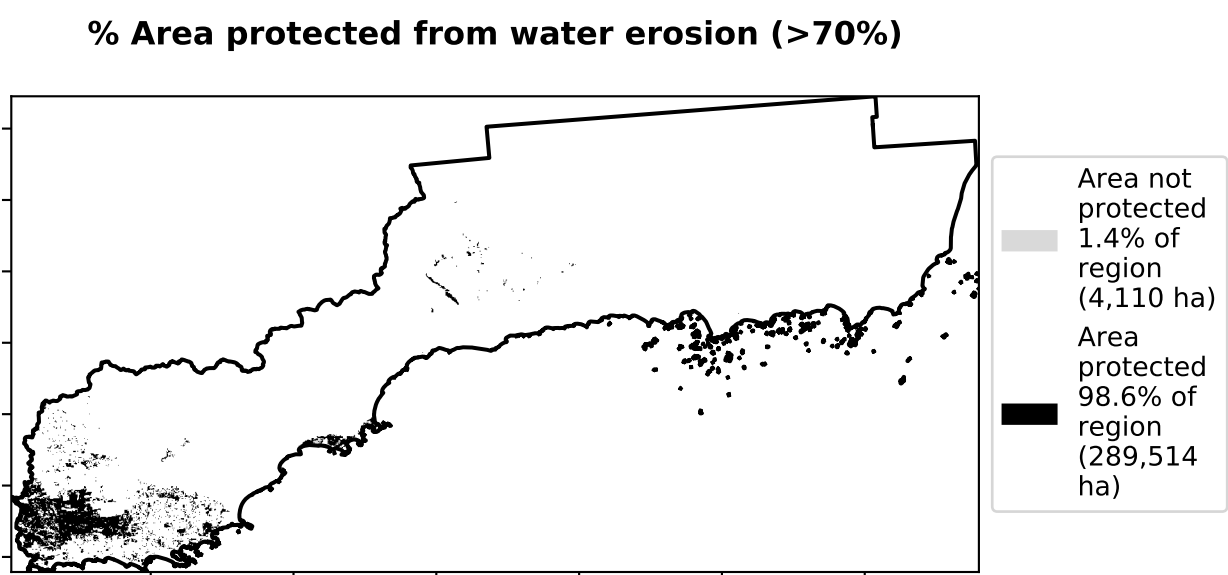 % Area protected from water erosion (>70%)
Area not
protected
1.4% of
region
(4,110 ha)
Area
protected
98.6% of
region
(289,514
ha)